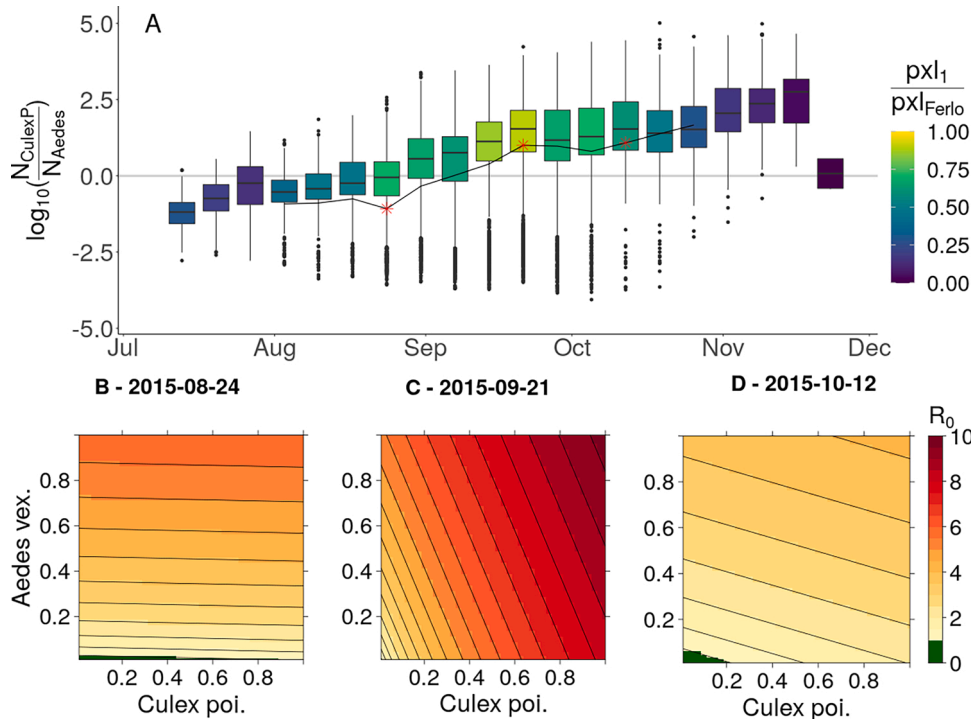 A
5.0
2.5
0.0
-2.5
-5.0
log10(NCulexP/NAedes)
Jul Aug Sep Oct Nov Dec
pxl1
pxlFerlo
1.00
0.75
0.50
0.25
0.00
B - 2015-08-24
C - 2015-09-21
D - 2015-10-12
R0
10
8
6
4
2
0
Aedes vex.
0.8
0.6
0.4
0.2
0.2 0.4 0.6 0.8
Culex poi.
0.8
0.6
0.4
0.2
0.2 0.4 0.6 0.8
Culex poi.
0.8
0.6
0.4
0.2
0.2 0.4 0.6 0.8
Culex poi.